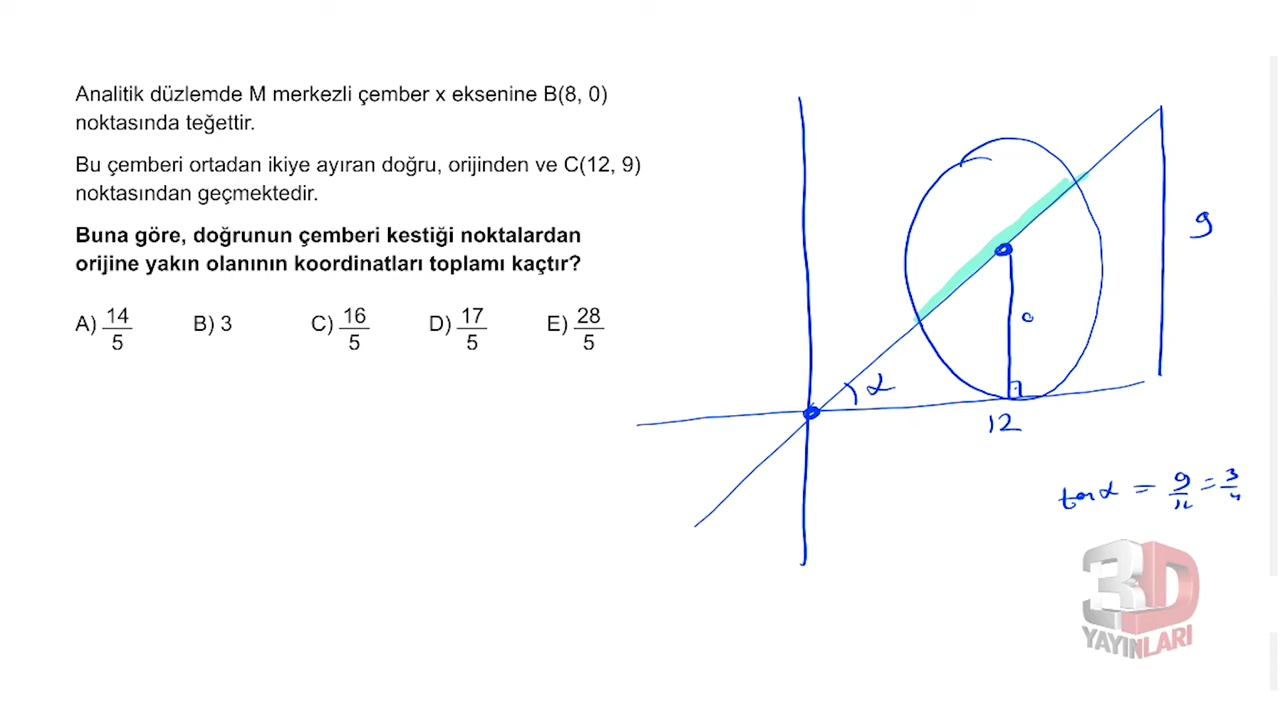 Analitik düzlemde M merkezli çember x eksenine B(8, 0)
noktasında teğettir.
Bu çemberi ortadan ikiye ayıran doğru, orijinden ve C(12, 9)
noktasından geçmektedir.
Buna göre, doğrunun çemberi kestiği noktalardan
orijine yakın olanının koordinatları toplamı kaçtır?
A) 14/5 B) 3 C) 16/5 D) 17/5 E) 28/5
9
α
12
tanα = 9/12 = 3/4
3D
YAYINLARI